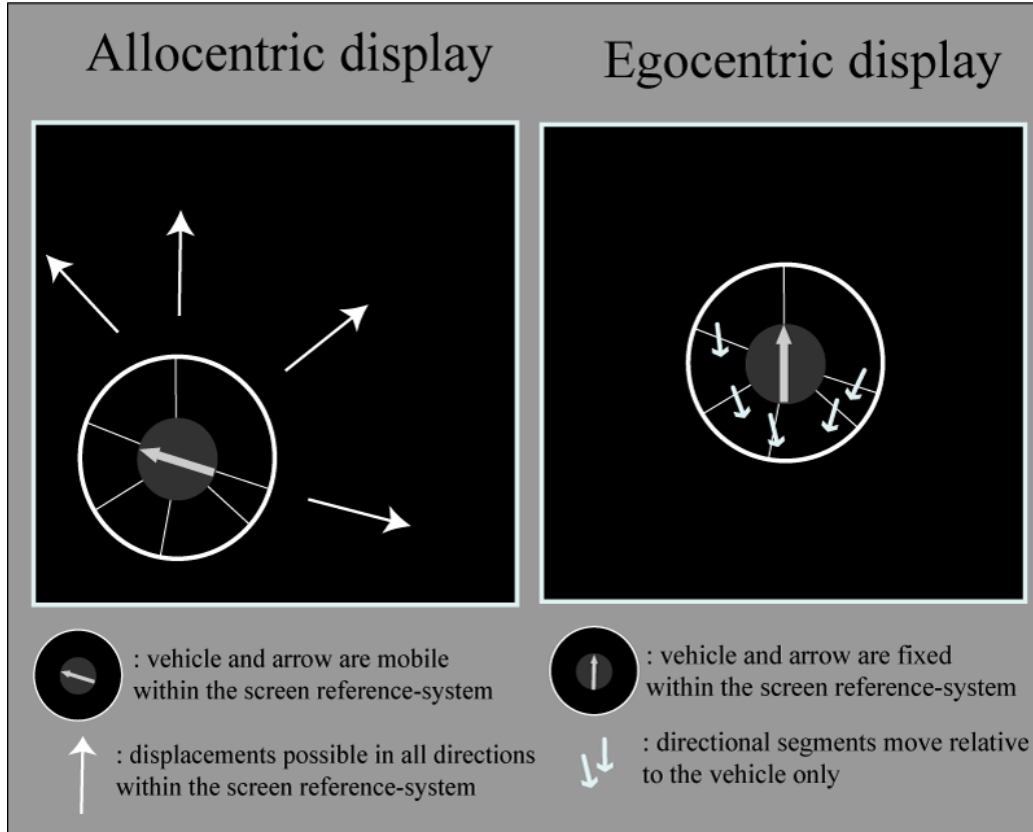 Allocentric display
Egocentric display
: vehicle and arrow are mobile
within the screen reference-system
: displacements possible in all directions
within the screen reference-system
: vehicle and arrow are fixed
within the screen reference-system
: directional segments move relative
to the vehicle only